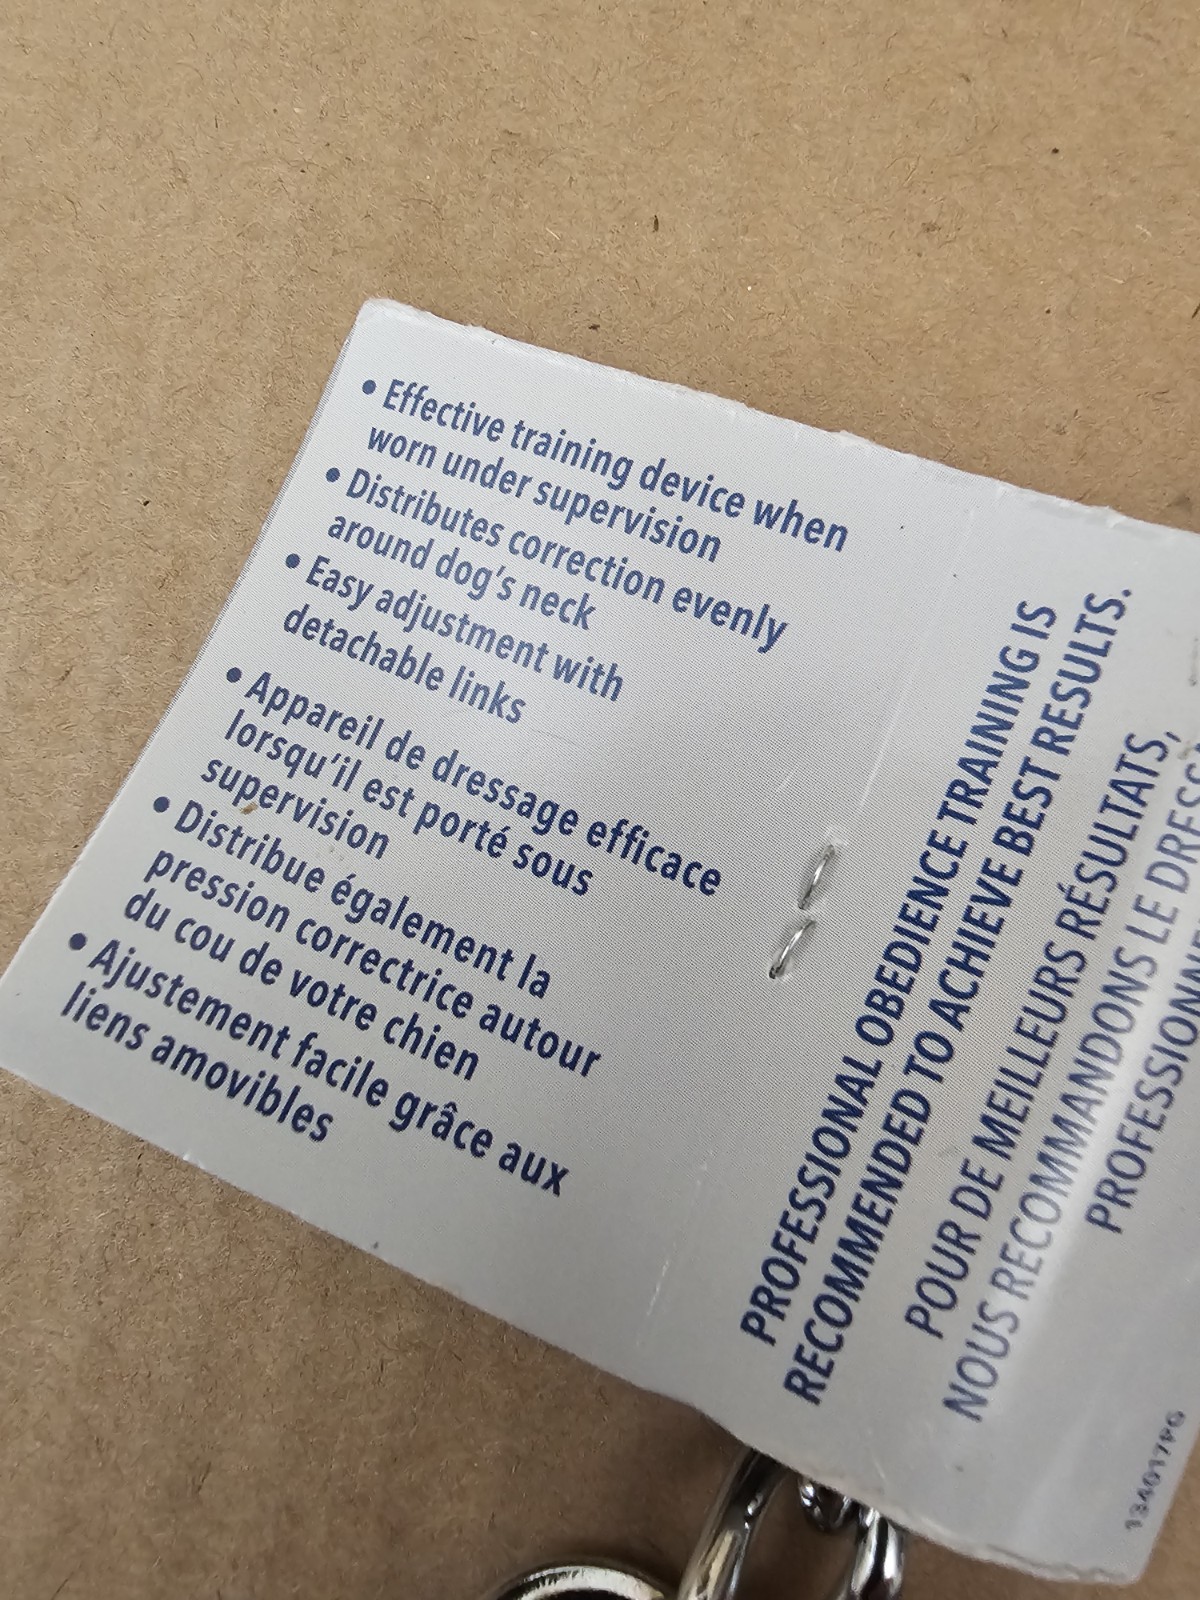 • Effective training device when
worn under supervision
• Distributes correction evenly
around dog's neck
• Easy adjustment with
detachable links
• Appareil de dressage efficace
lorsqu'il est porté sous
supervision
• Distribue également la
pression correctrice autour
du cou de votre chien
• Ajustement facile grâce aux
liens amovibles
PROFESSIONAL OBEDIENCE TRAINING IS
RECOMMENDED TO ACHIEVE BEST RESULTS.
POUR DE MEILLEURS RÉSULTATS,
NOUS RECOMMANDONS LE